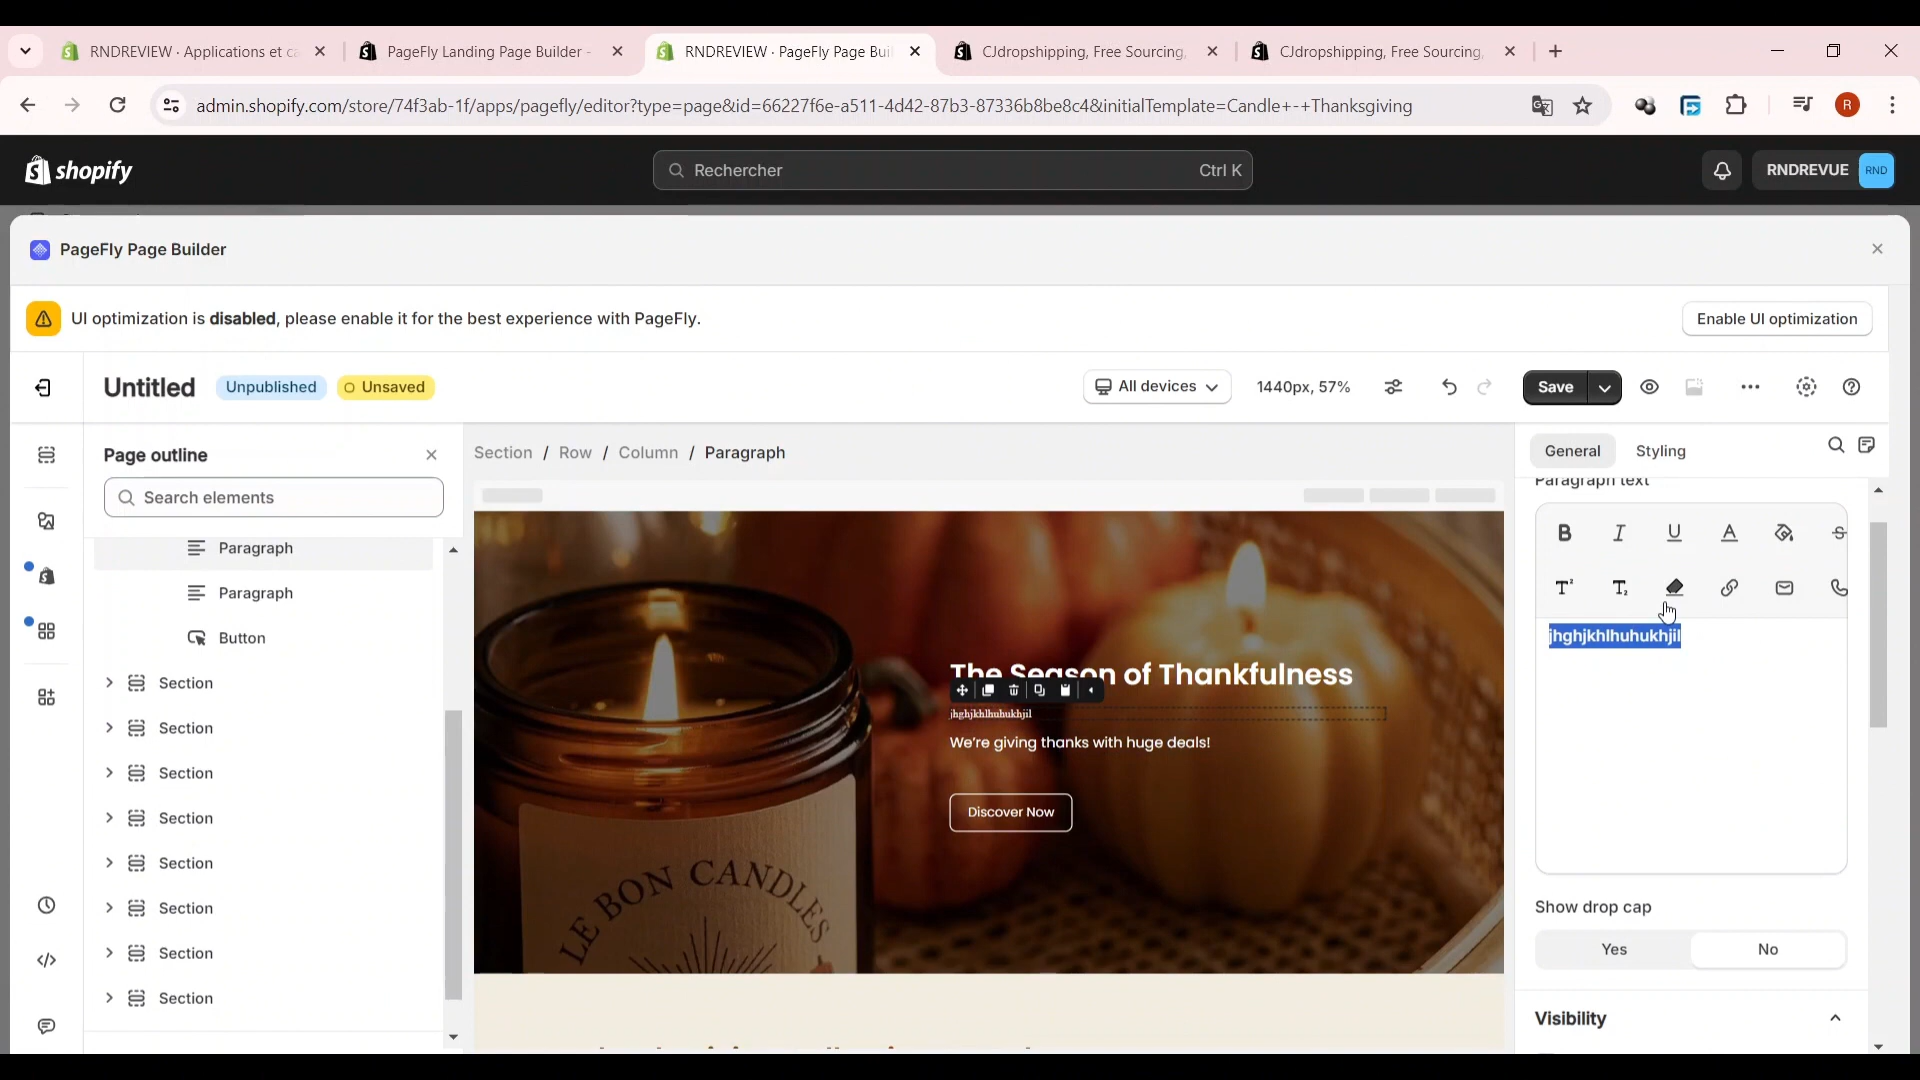 RNDREVIEW · Applications et ca
PageFly Landing Page Builder -
RNDREVIEW · PageFly Page Buil
CJdropshipping, Free Sourcing,
CJdropshipping, Free Sourcing,
admin.shopify.com/store/74f3ab-1f/apps/pagefly/editor?type=page&id=66227f6e-a511-4d42-87b3-87336b8be8c4&initialTemplate=Candle+-+Thanksgiving
R
shopify
Rechercher
Ctrl K
RNDREVUE
RND
PageFly Page Builder
UI optimization is disabled, please enable it for the best experience with PageFly.
Enable UI optimization
Untitled
Unpublished
Unsaved
All devices
1440px, 57%
Save
Page outline
Search elements
Paragraph
Paragraph
Button
Section
Section
Section
Section
Section
Section
Section
Section
Section / Row / Column / Paragraph
The Season of Thankfulness
jhghjkhlhuhukhjil
We're giving thanks with huge deals!
Discover Now
LE BON CANDLES
General
Styling
Paragraph text
B I U A S
T² T₂
jhghjkhlhuhukhjil
Show drop cap
Yes
No
Visibility